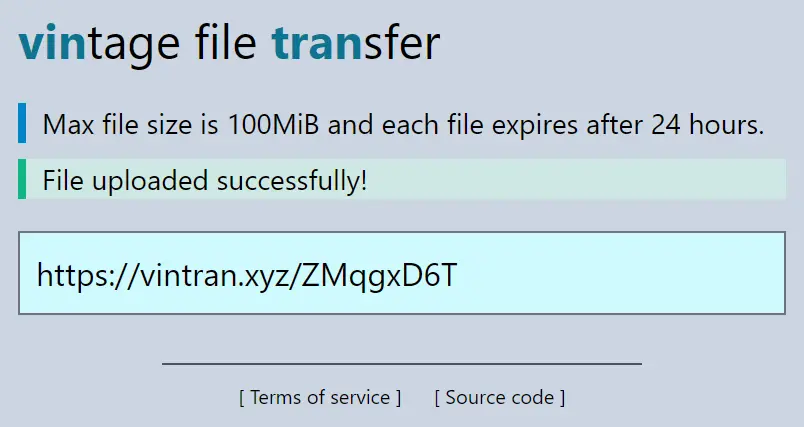 vintage file transfer
Max file size is 100MiB and each file expires after 24 hours.
File uploaded successfully!
https://vintran.xyz/ZMqgxD6T
[ Terms of service ] [ Source code ]